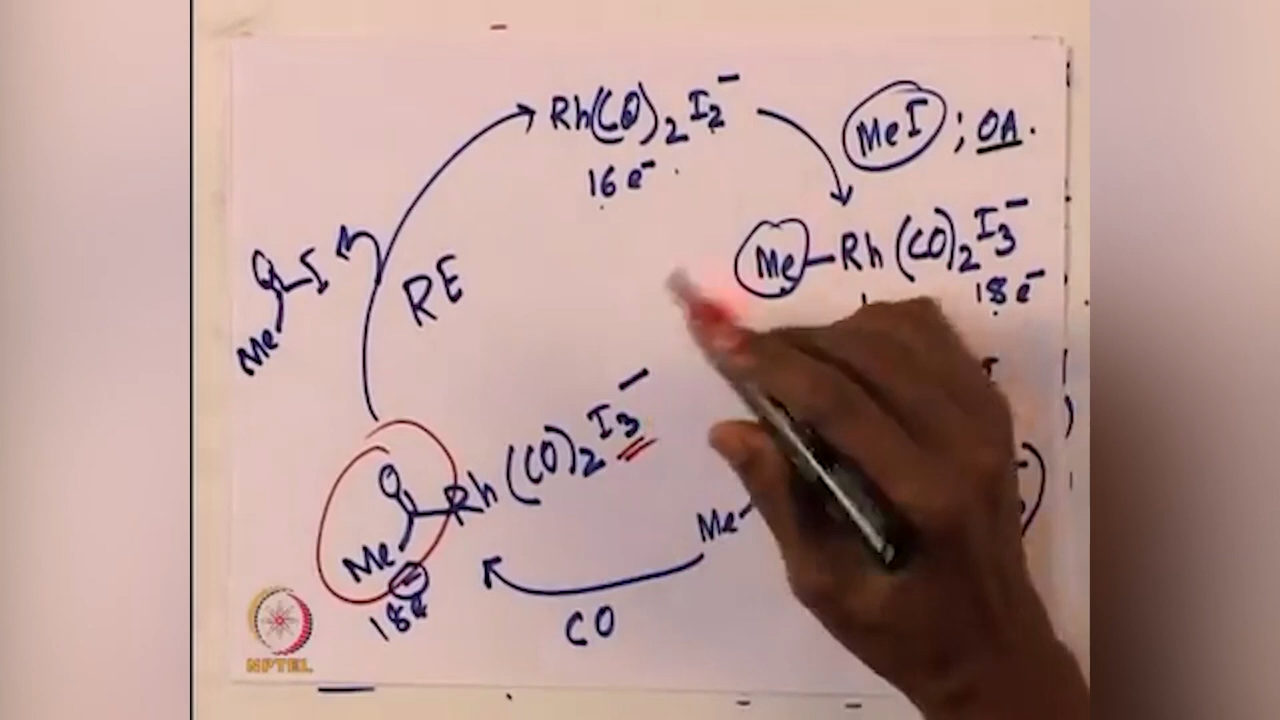 Rh(CO)₂I₂⁻
16e⁻
MeI ; OA.
Me–Rh(CO)₂I₃⁻
18e⁻
I
Me
RE
O
Rh(CO)₂I₃⁻
Me
18e
Me
CO
NPTEL